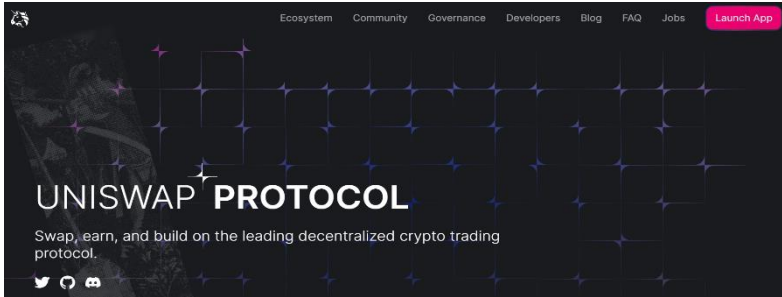 Ecosystem Community Governance Developers Blog FAQ Jobs Launch App
UNISWAP PROTOCOL
Swap, earn, and build on the leading decentralized crypto trading
protocol.